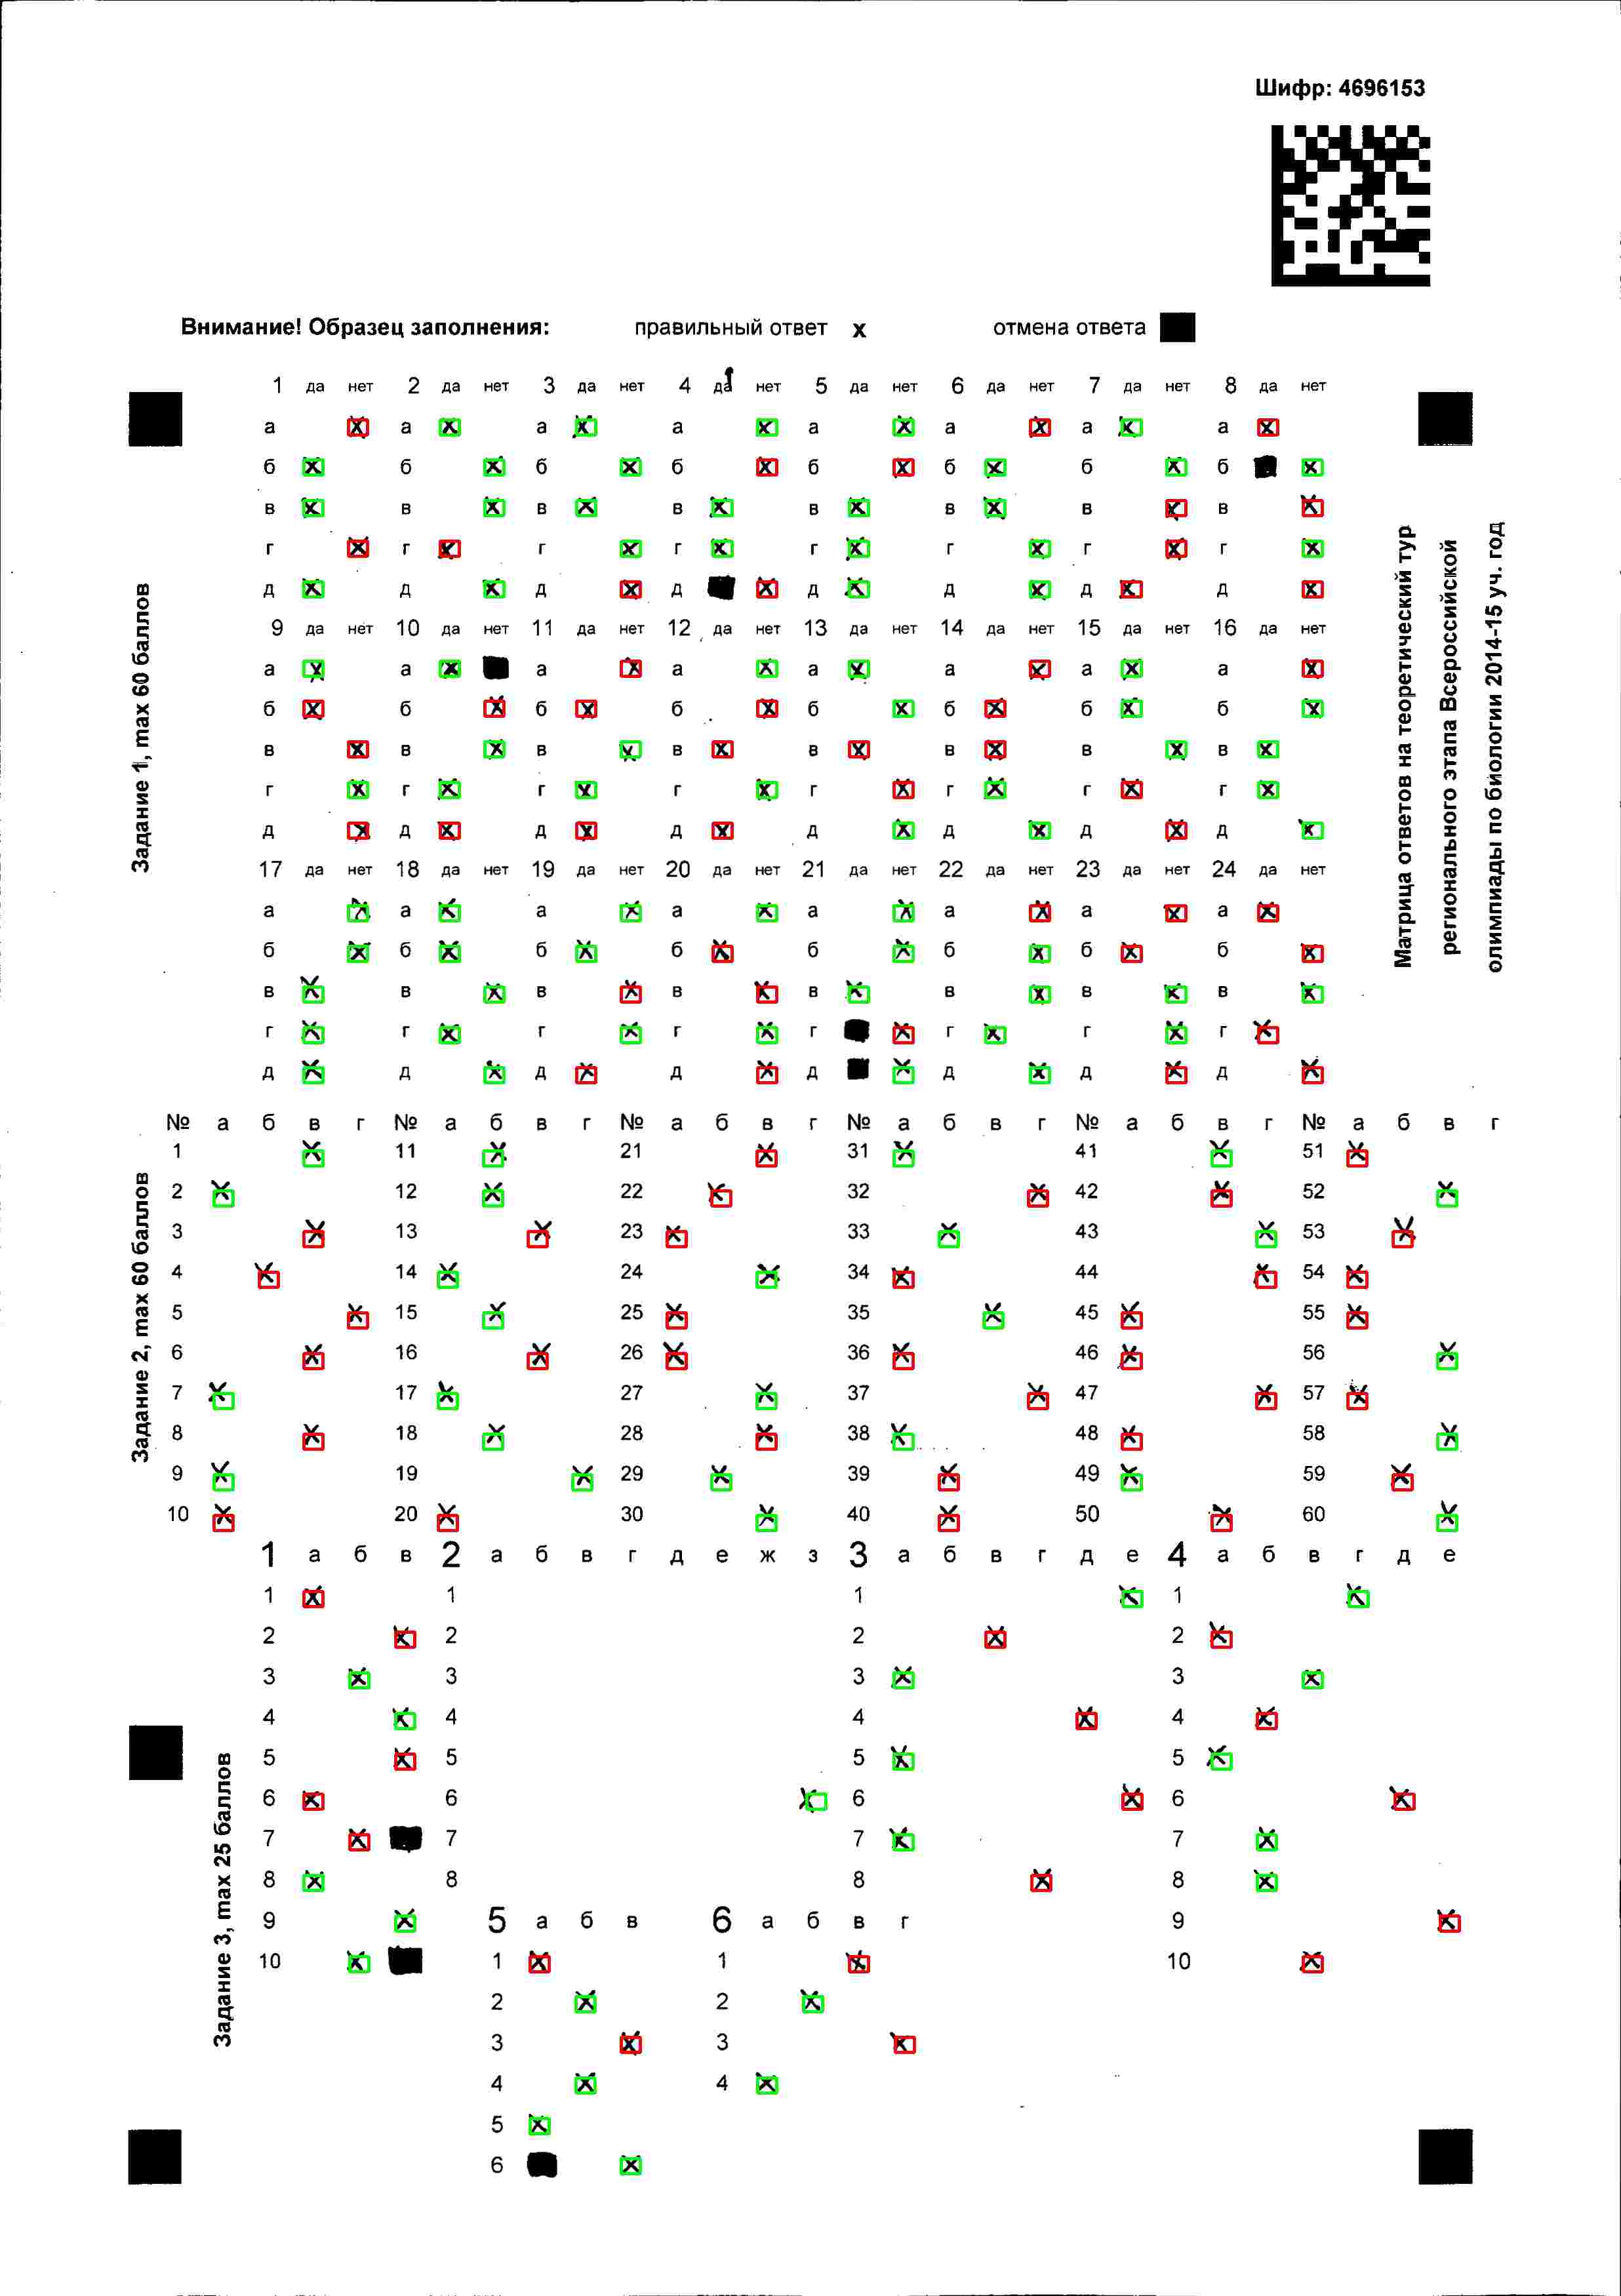 Шифр: 4696153
Внимание! Образец заполнения: правильный ответ х отмена ответа
Задание 1, max 60 баллов
1 да нет 2 да нет 3 да нет 4 да нет 5 да нет 6 да нет 7 да нет 8 да нет
а а а а а а а а
б б б б б б б б
в в в в в в в в
г г г г г г г г
д д д д д д д д
9 да нет 10 да нет 11 да нет 12 да нет 13 да нет 14 да нет 15 да нет 16 да нет
а а а а а а а а
б б б б б б б б
в в в в в в в в
г г г г г г г г
д д д д д д д д
17 да нет 18 да нет 19 да нет 20 да нет 21 да нет 22 да нет 23 да нет 24 да нет
а а а а а а а а
б б б б б б б б
в в в в в в в в
г г г г г г г г
д д д д д д д д
Матрица ответов на теоретический тур
регионального этапа Всероссийской
олимпиады по биологии 2014-15 уч. год
Задание 2, max 60 баллов
№ а б в г № а б в г № а б в г № а б в г № а б в г № а б в г
1 11 21 31 41 51
2 12 22 32 42 52
3 13 23 33 43 53
4 14 24 34 44 54
5 15 25 35 45 55
6 16 26 36 46 56
7 17 27 37 47 57
8 18 28 38 48 58
9 19 29 39 49 59
10 20 30 40 50 60
Задание 3, max 25 баллов
1 а б в 2 а б в г д е ж з 3 а б в г д е 4 а б в г д е
1 1 1 1
2 2 2 2
3 3 3 3
4 4 4 4
5 5 5 5
6 6 6 6
7 7 7 7
8 8 8 8
9 5 а б в 6 а б в г 9
10 1 1 10
2 2
3 3
4 4
5
6